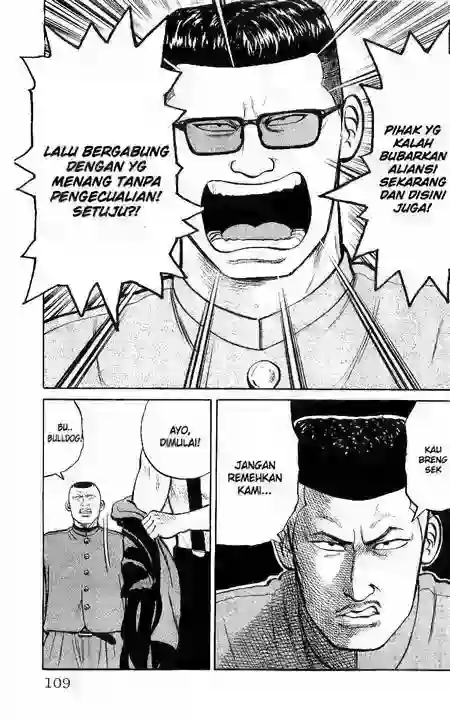 PIHAK YG
KALAH
BUBARKAN
ALIANSI
SEKARANG
DAN DISINI
JUGA!
LALU BERGABUNG
DENGAN YG
MENANG TANPA
PENGECUALIAN!
SETUJU?!
KAU
BRENG
SEK
JANGAN
REMEHKAN
KAMI...
AYO,
DIMULAI!
BU..
BULLDOG!
109